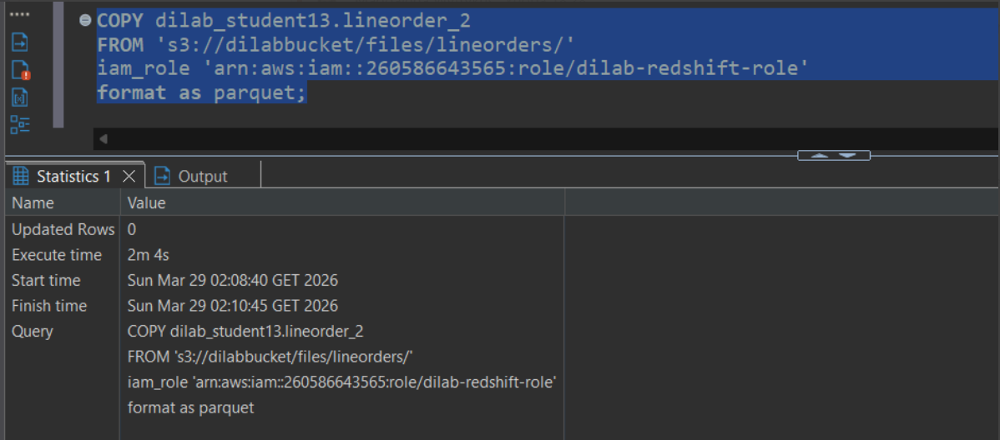 COPY dilab_student13.lineorder_2
FROM 's3://dilabbucket/files/lineorders/'
iam_role 'arn:aws:iam::260586643565:role/dilab-redshift-role'
format as parquet;
Statistics 1
Output
Name Value
Updated Rows 0
Execute time 2m 4s
Start time Sun Mar 29 02:08:40 GET 2026
Finish time Sun Mar 29 02:10:45 GET 2026
Query COPY dilab_student13.lineorder_2
FROM 's3://dilabbucket/files/lineorders/'
iam_role 'arn:aws:iam::260586643565:role/dilab-redshift-role'
format as parquet